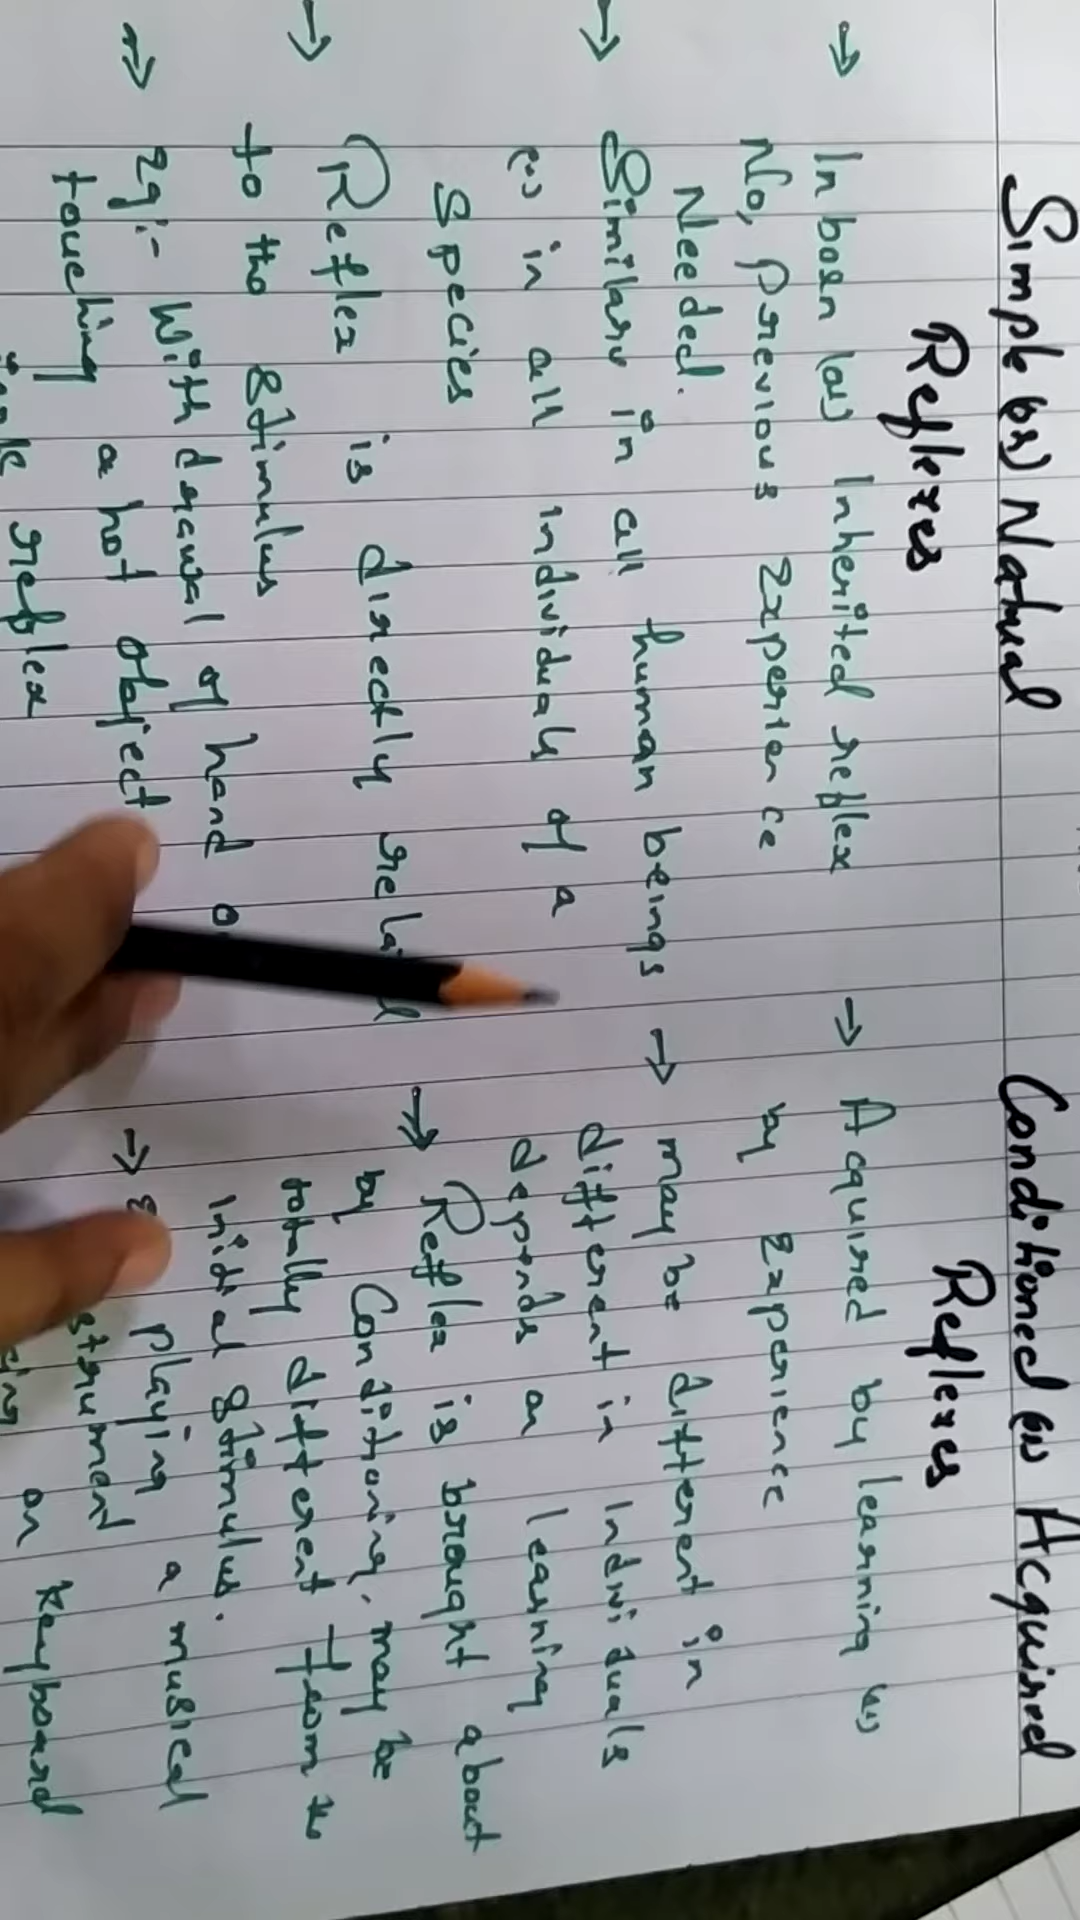 Simple (or) Natural
Reflexes
→ Inborn (or) Inherited reflex
No, Previous Experience
Needed.
→ Similar in all human beings
(or) in all individuals of a
Species
→ Reflex is directly related
to the stimulus
→ Eg:- Withdrawal of hand
touching a hot object
reflex
Conditioned (or) Acquired
Reflexes
→ Acquired by learning (or)
by Experience
→ may be different in
different in Individuals
depends on learning
→ Reflex is brought about
by Conditioning, may be
totally different from the
Initial Stimulus.
→ playing a musical
on Keyboard